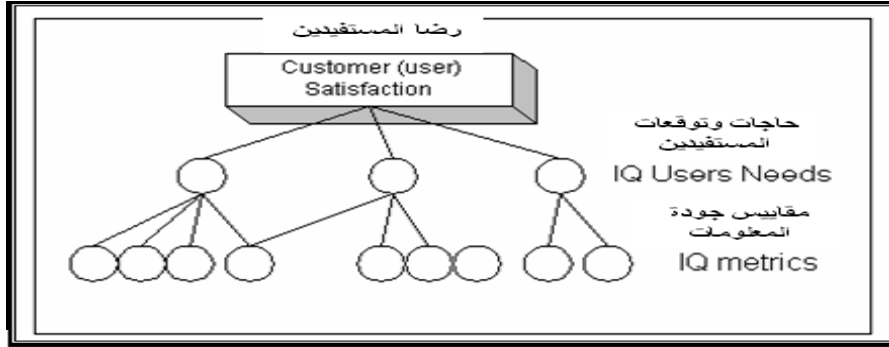 رضا المستفيدين
Customer (user)
Satisfaction
حاجات وتوقعات
المستفيدين
IQ Users Needs
مقاييس جودة
المعلومات
IQ metrics